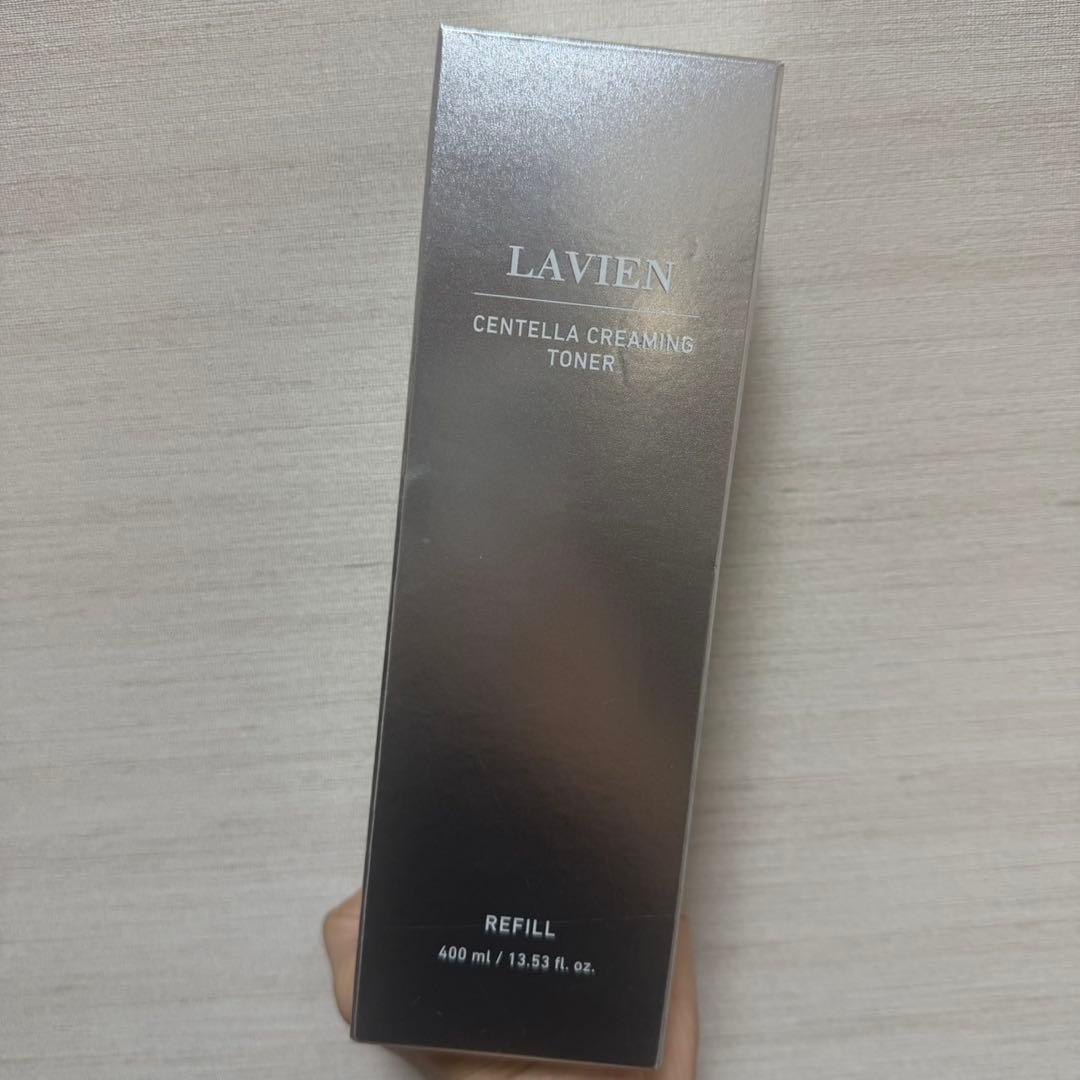 LAVIEN
CENTELLA CREAMING
TONER
REFILL
400 ml / 13.53 fl. oz.